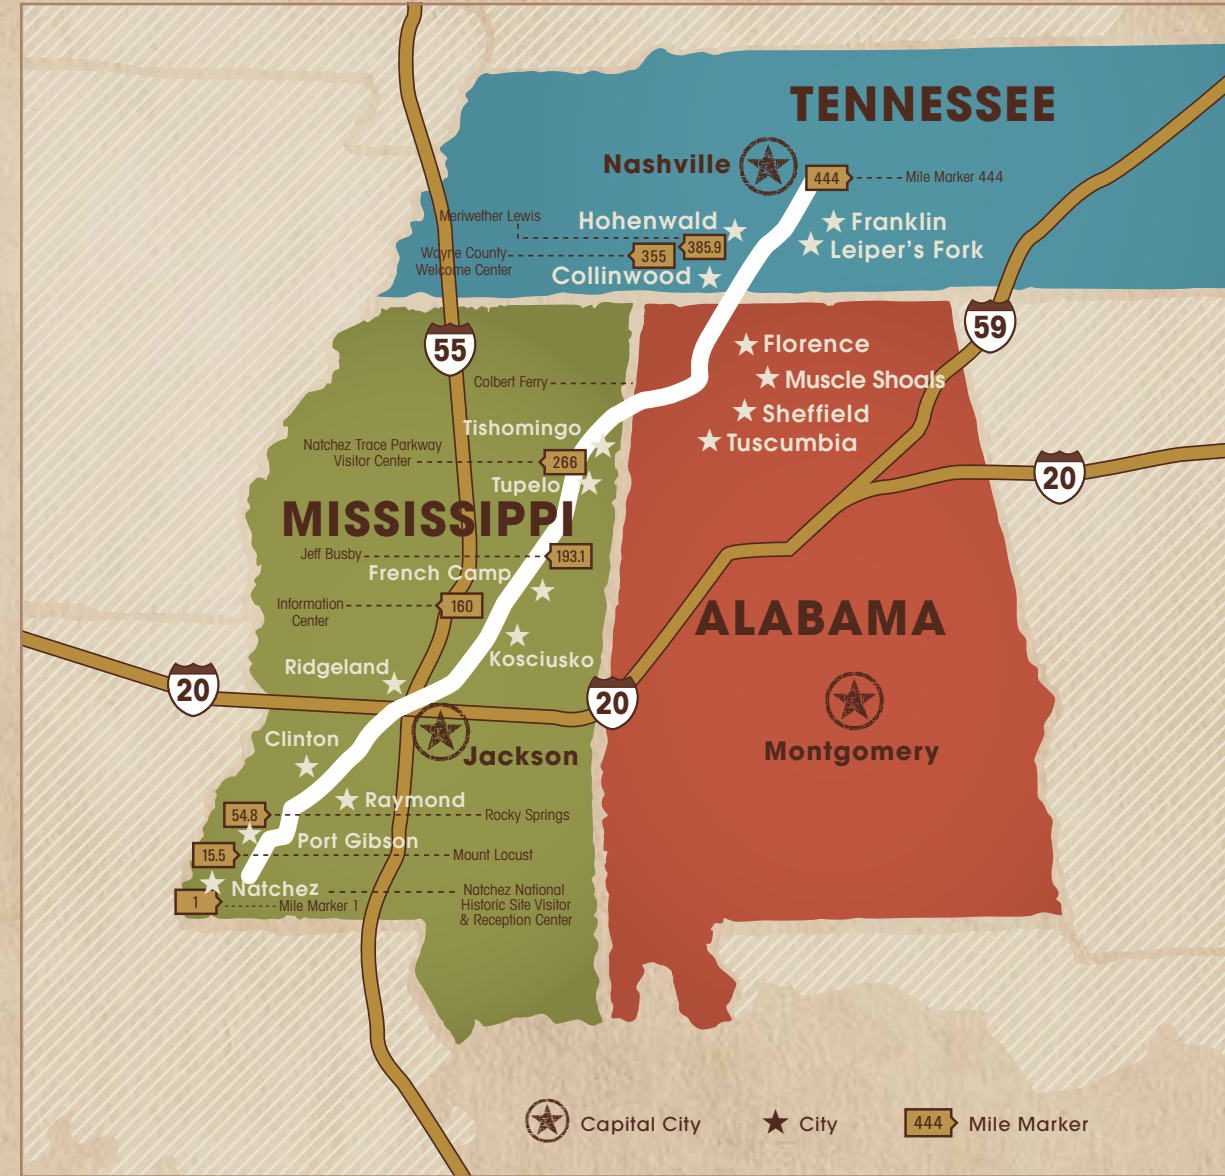 TENNESSEE
Nashville
444
Mile Marker 444
Meriwether Lewis
Hohenwald
Franklin
385.9
Wayne County
Welcome Center
355
Leiper's Fork
Collinwood
55
59
Florence
Colbert Ferry
Muscle Shoals
Sheffield
Tishomingo
Tuscumbia
Natchez Trace Parkway
Visitor Center
266
20
Tupelo
MISSISSIPPI
Jeff Busby
193.1
French Camp
Information
Center
160
ALABAMA
Kosciusko
Ridgeland
20
20
Montgomery
Clinton
Jackson
Raymond
54.8
Rocky Springs
Port Gibson
15.5
Mount Locust
Natchez
Natchez National
Historic Site Visitor
& Reception Center
1
Mile Marker 1
Capital City
City
444
Mile Marker